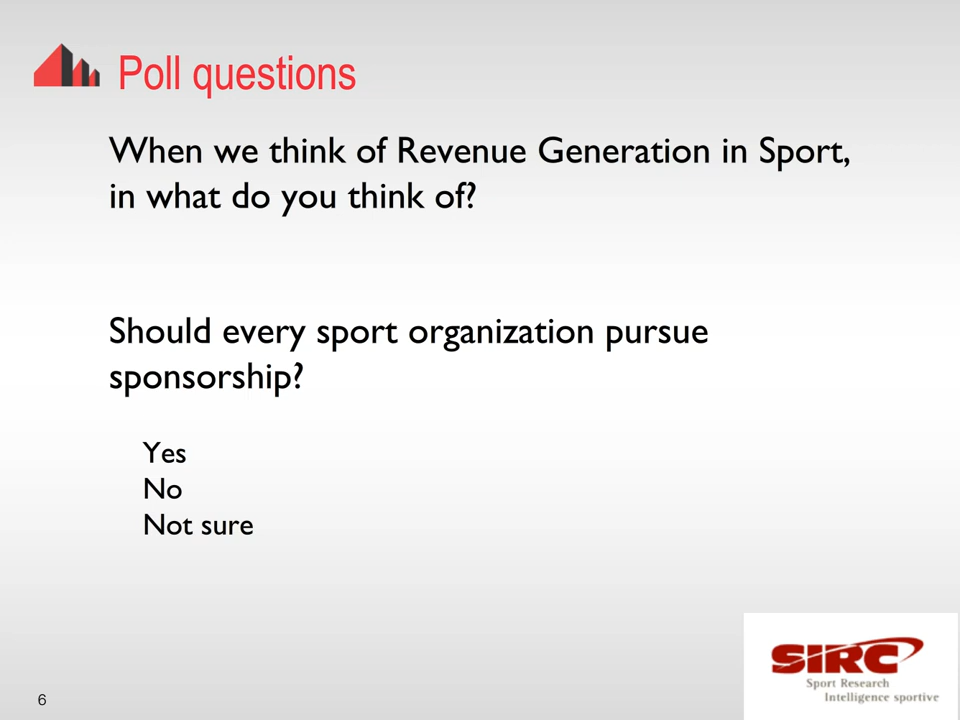 Poll questions
When we think of Revenue Generation in Sport,
in what do you think of?
Should every sport organization pursue
sponsorship?
Yes
No
Not sure
SIRC
Sport Research
Intelligence sportive
6